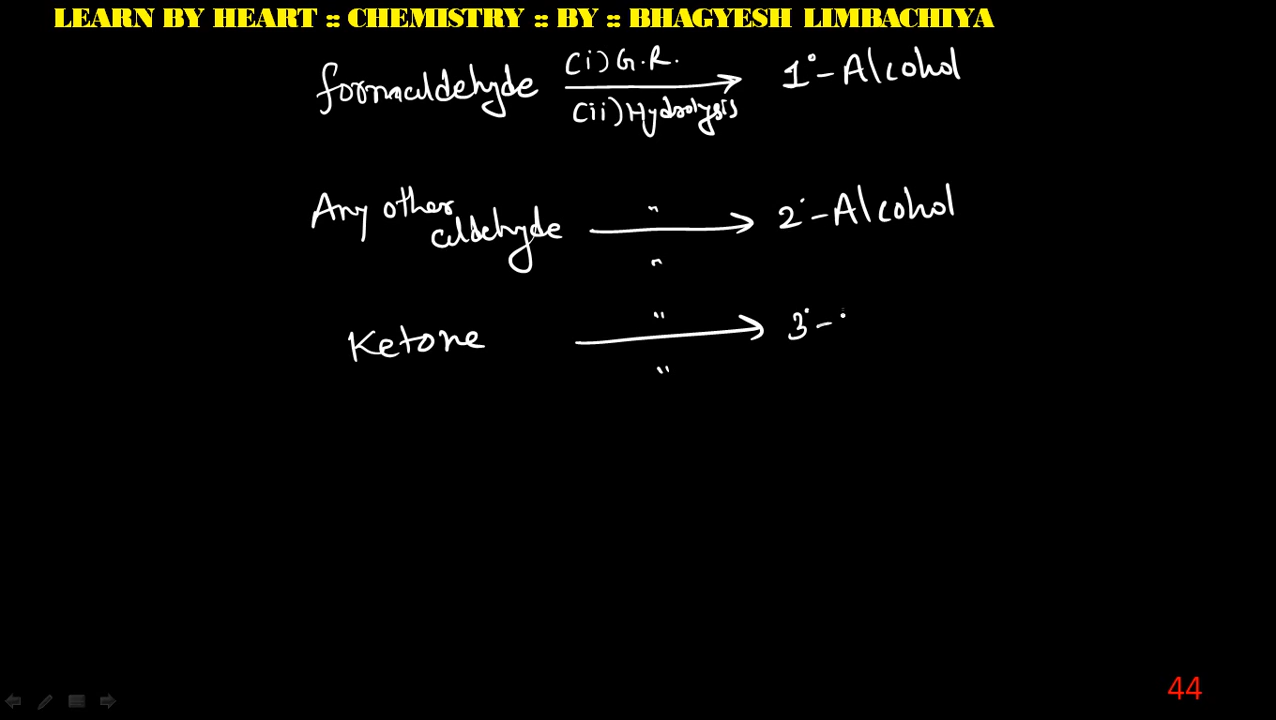 LEARN BY HEART :: CHEMISTRY :: BY :: BHAGYESH LIMBACHIYA
formaldehyde (i) G.R. 1°-Alcohol
(ii) Hydrolysis
Any other aldehyde " 2°-Alcohol
"
Ketone " 3°-
"
44